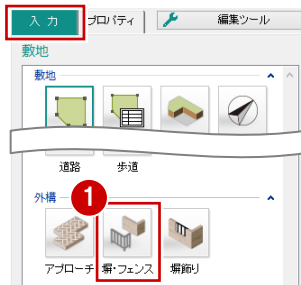 入力 プロパティ 編集ツール
敷地
敷地
道路 歩道
外構
1
アプローチ 塀・フェンス 塀飾り